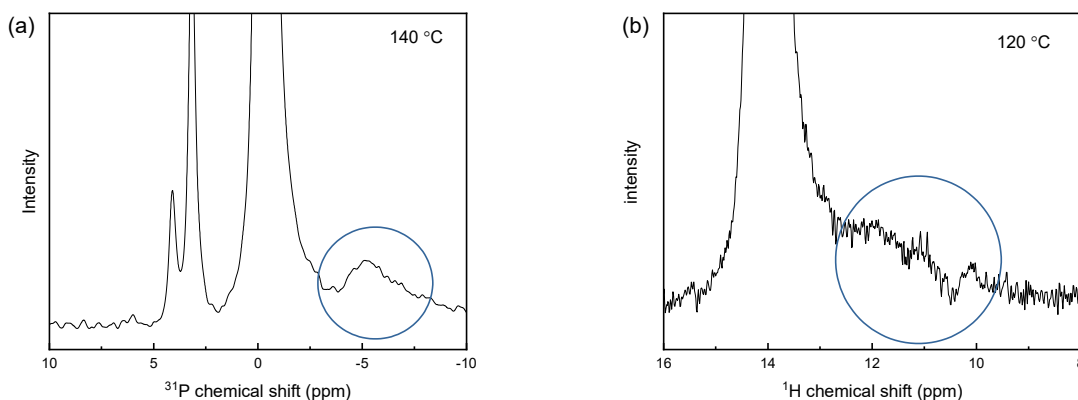 (a)
140 °C
Intensity
10
5
0
-5
-10
³¹P chemical shift (ppm)
(b)
120 °C
intensity
16
14
12
10
8
¹H chemical shift (ppm)